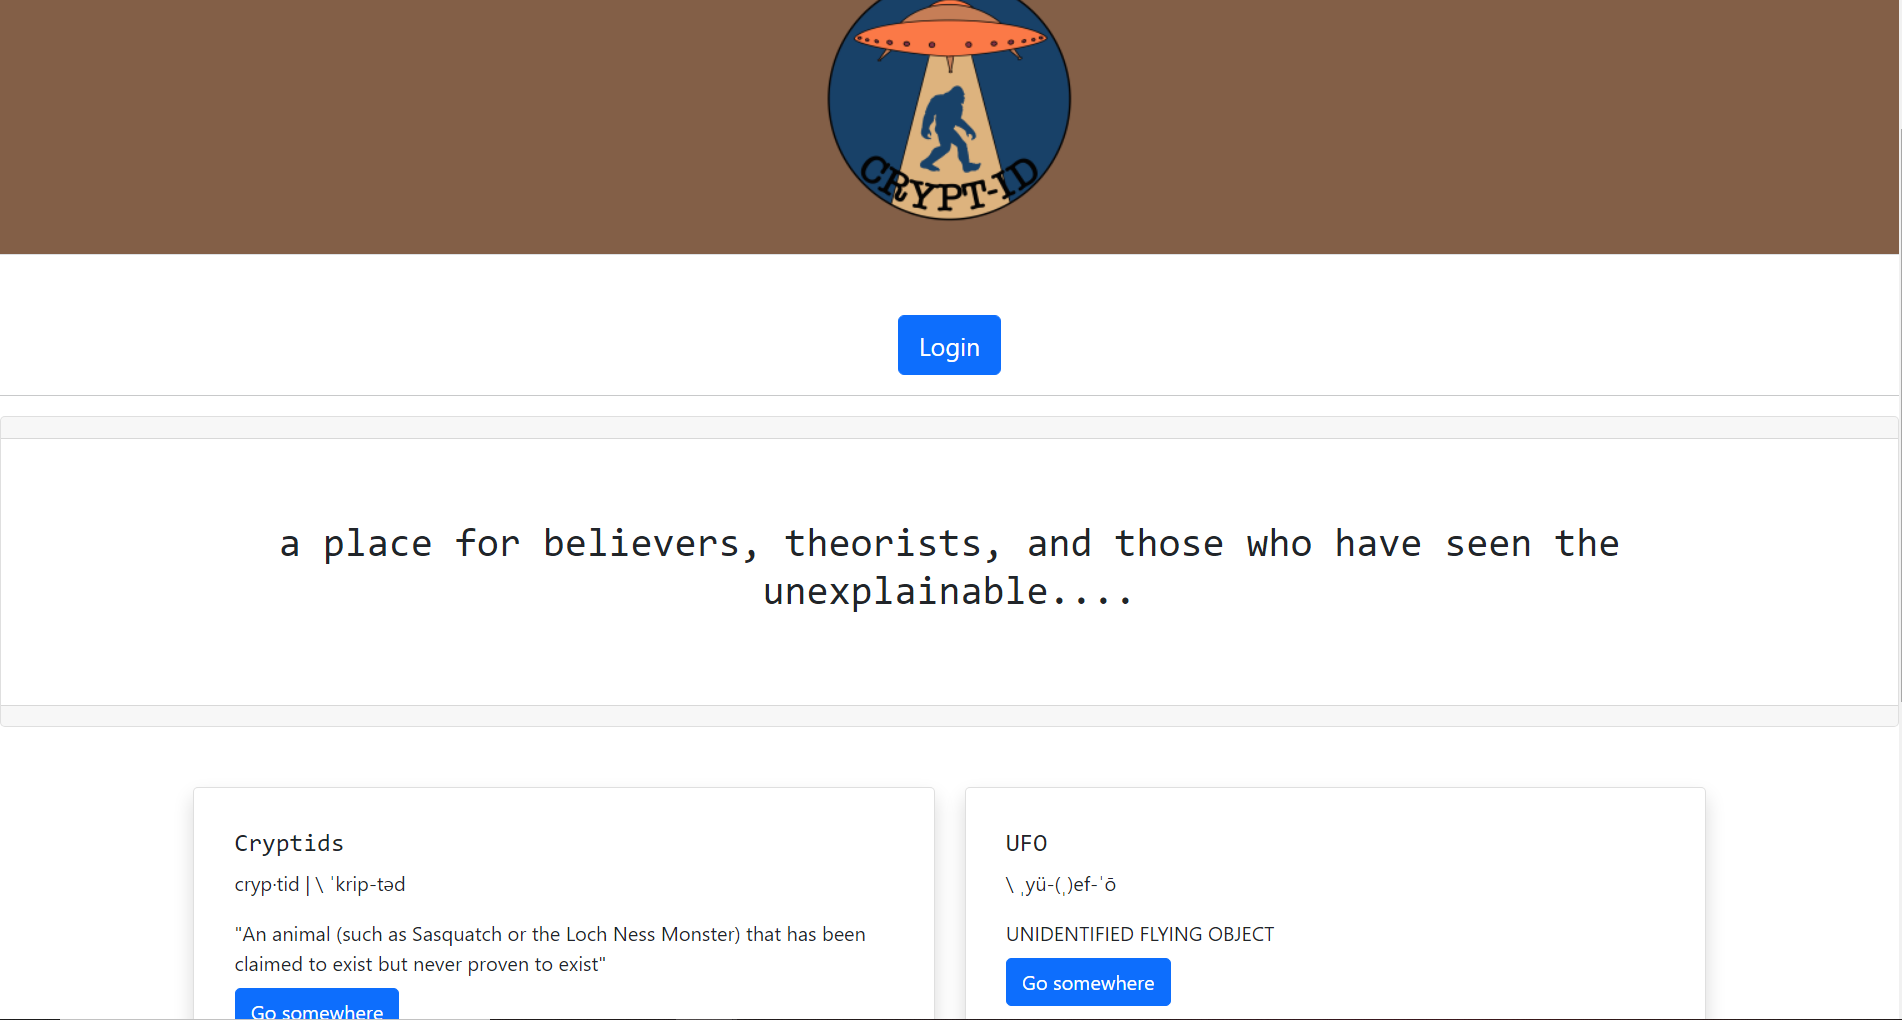 CRYPT-ID
Login
a place for believers, theorists, and those who have seen the
unexplainable....
Cryptids
cryp·tid | \ ˈkrip-təd
"An animal (such as Sasquatch or the Loch Ness Monster) that has been
claimed to exist but never proven to exist"
Go somewhere
UFO
\ ˌyü-(ˌ)ef-ˈō
UNIDENTIFIED FLYING OBJECT
Go somewhere